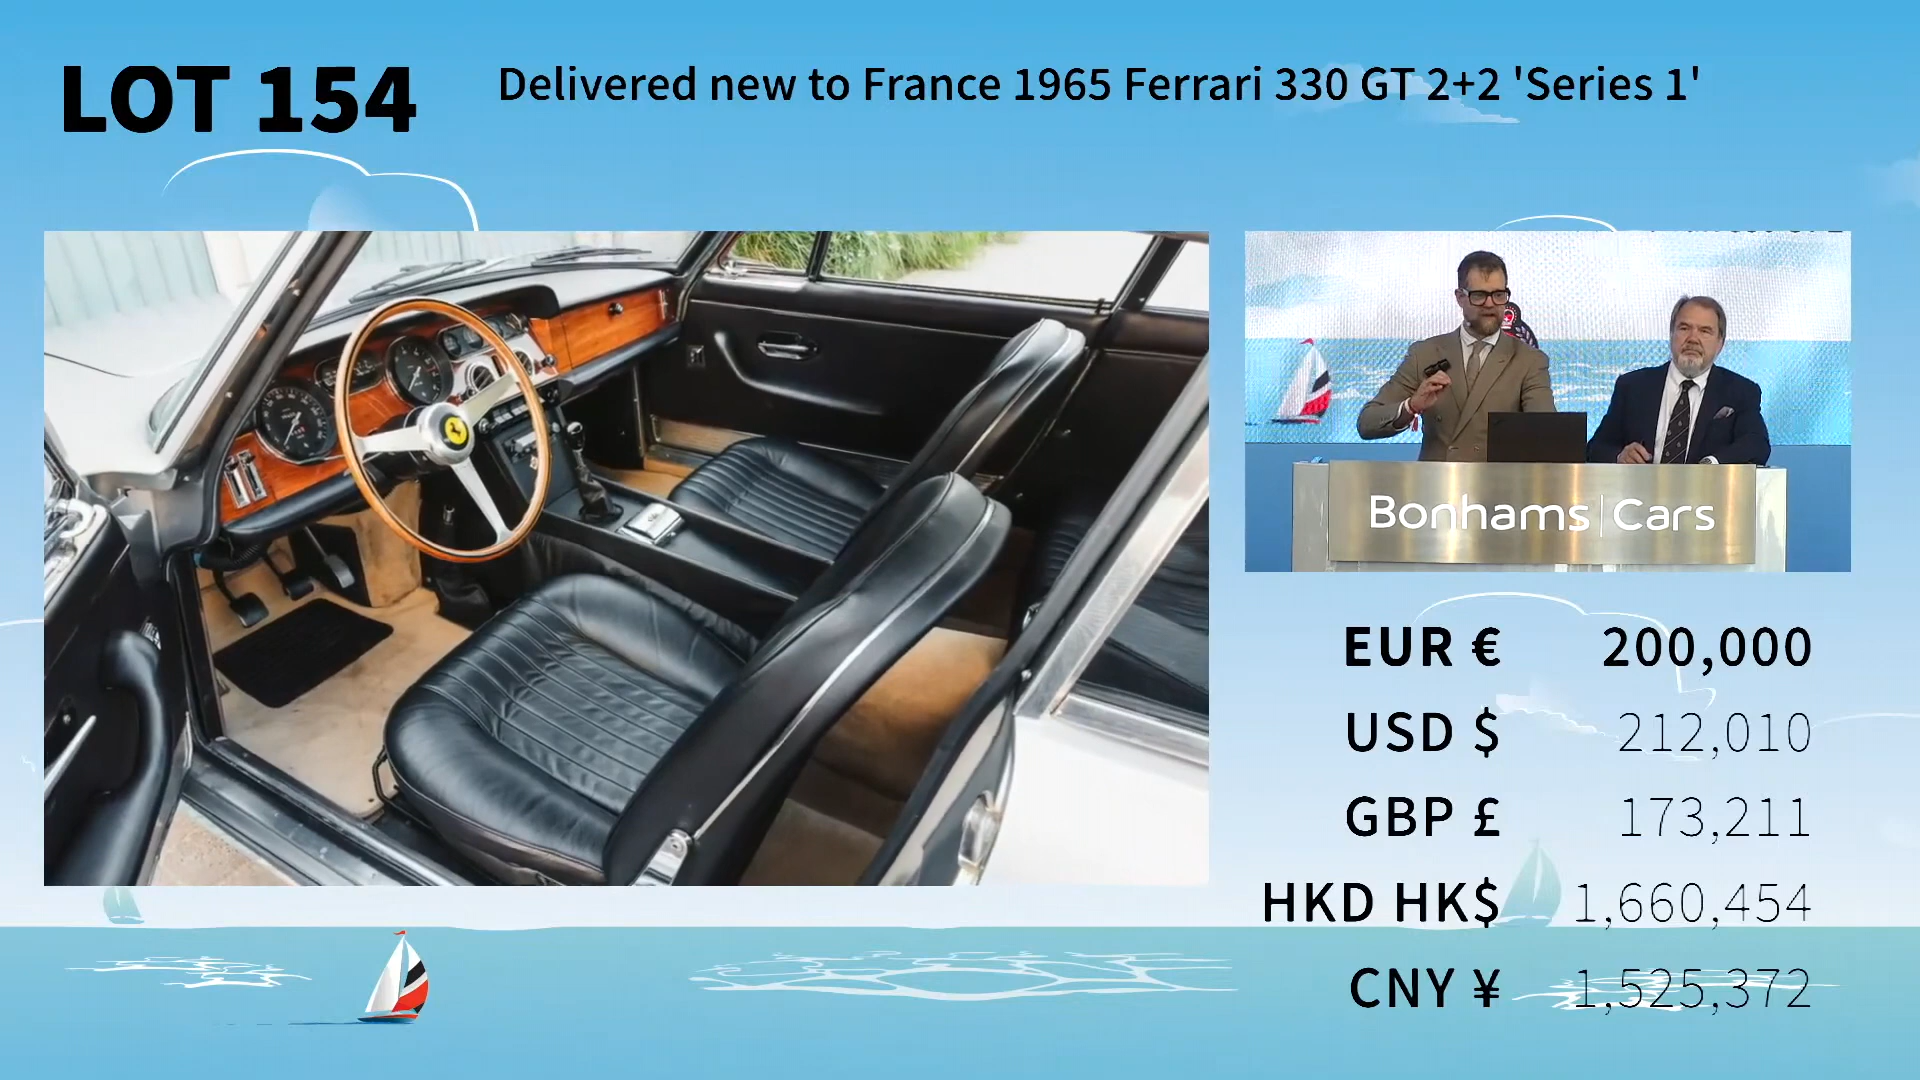 LOT 154
Delivered new to France 1965 Ferrari 330 GT 2+2 'Series 1'
Bonhams | Cars
EUR € 200,000
USD $ 212,010
GBP £ 173,211
HKD HK$ 1,660,454
CNY ¥ 1,525,372